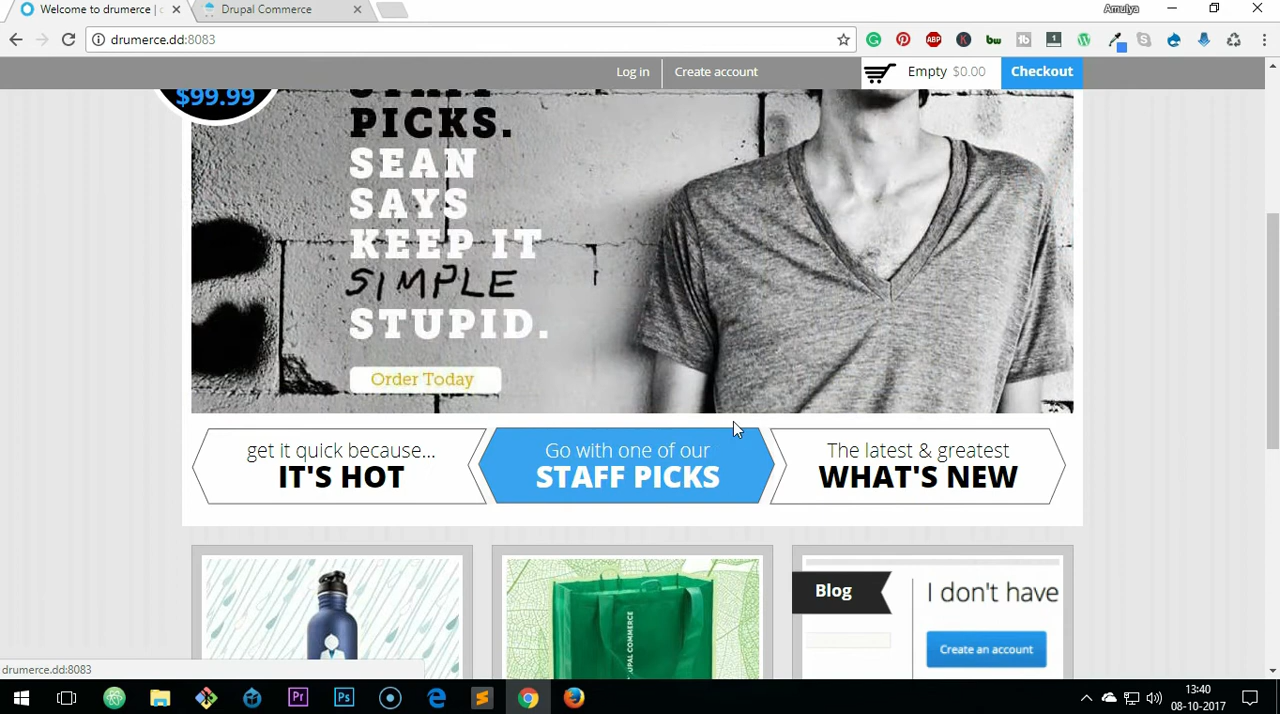 Welcome to drumerce |
Drupal Commerce
Amulya
drumerce.dd:8083
Log in
Create account
Empty $0.00
Checkout
$99.99
STAFF
PICKS.
SEAN
SAYS
KEEP IT
SIMPLE
STUPID.
Order Today
get it quick because...
IT'S HOT
Go with one of our
STAFF PICKS
The latest & greatest
WHAT'S NEW
Blog
I don't have
Create an account
DRUPAL COMMERCE
drumerce.dd:8083
13:40
08-10-2017